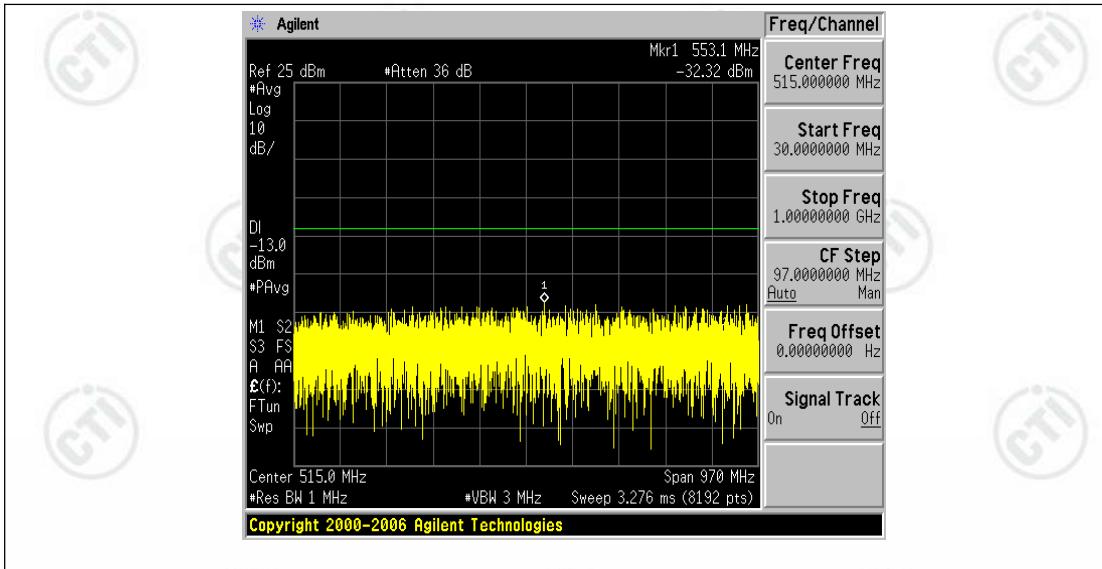 Agilent
Freq/Channel
Mkr1 553.1 MHz
Ref 25 dBm #Atten 36 dB -32.32 dBm
#Avg
Log
10
dB/
DI
-13.0
dBm
#PAvg
1
M1 S2
S3 FS
A AA
£(f):
FTun
Swp
Center 515.0 MHz Span 970 MHz
#Res BW 1 MHz #VBW 3 MHz Sweep 3.276 ms (8192 pts)
Copyright 2000-2006 Agilent Technologies
Center Freq
515.000000 MHz
Start Freq
30.0000000 MHz
Stop Freq
1.00000000 GHz
CF Step
97.0000000 MHz
Auto Man
Freq Offset
0.00000000 Hz
Signal Track
On Off
CTI
CTI
CTI
CTI